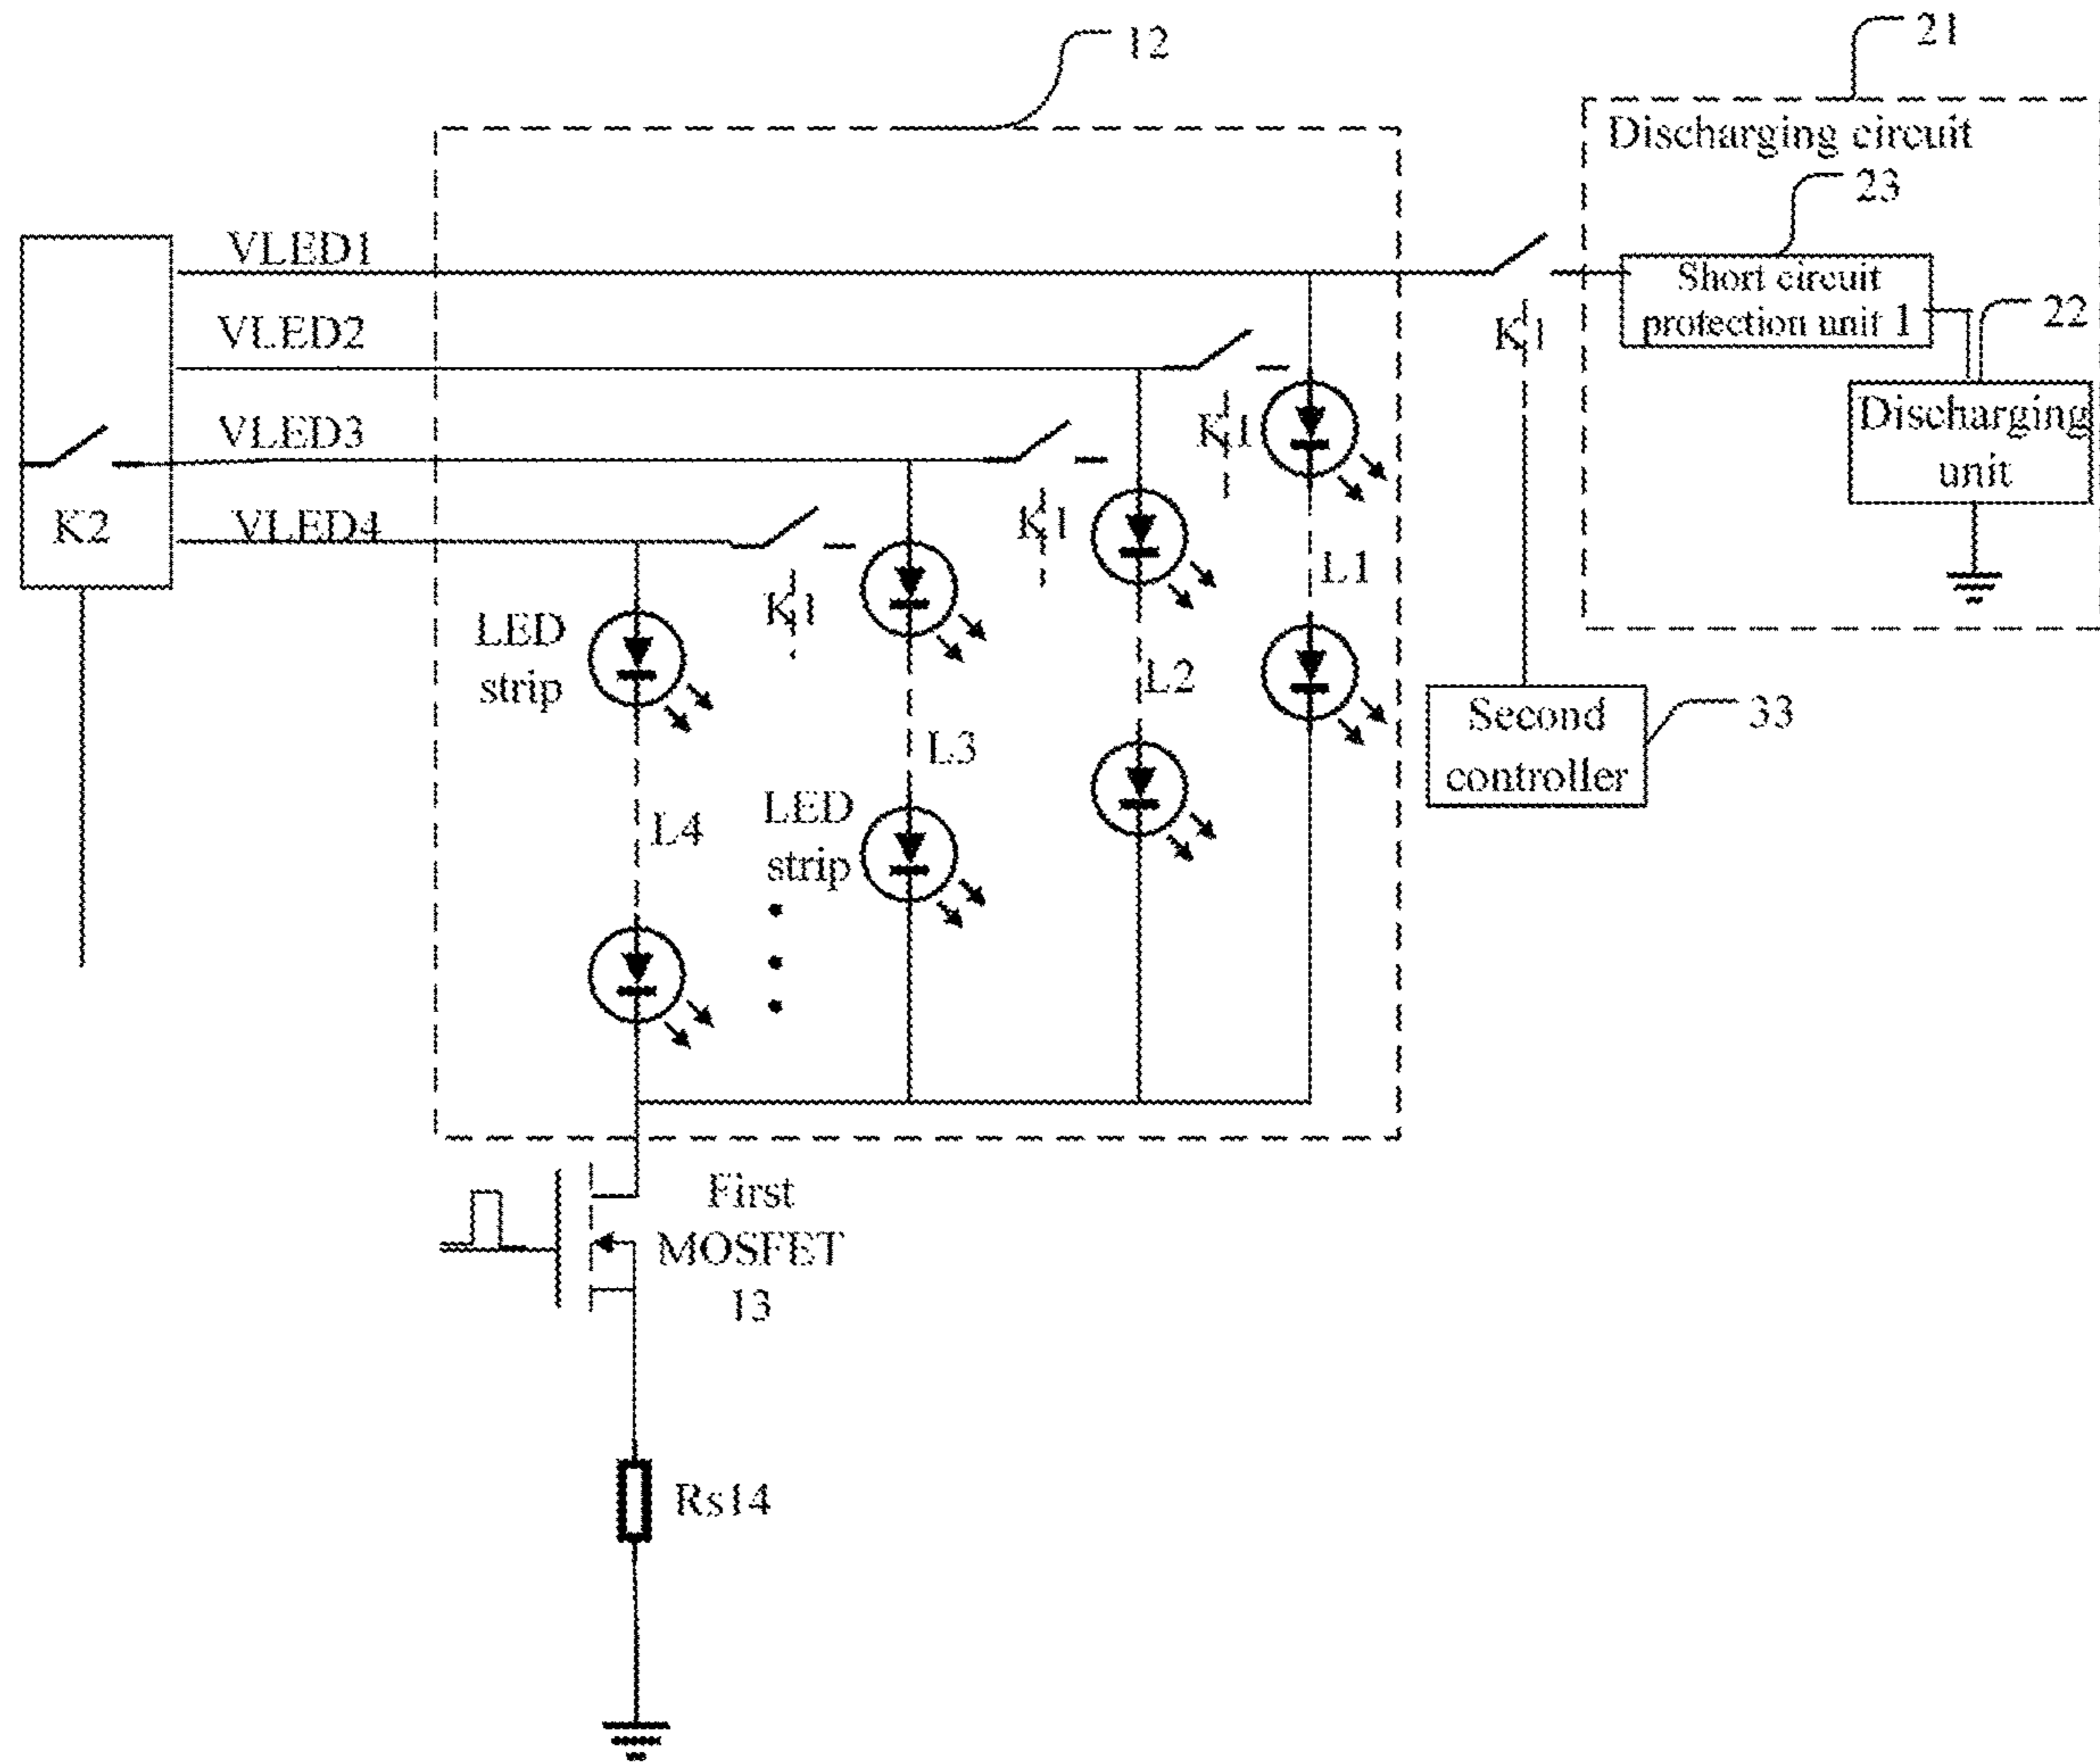 12
21
Discharging circuit
23
VLED1
Short circuit
protection unit 1
22
VLED2
K1
Discharging
unit
VLED3
K1
K2
VLED4
K1
L1
K1
LED
strip
L2
Second
controller
33
L3
L4
LED
strip
First
MOSFET
13
Rs14